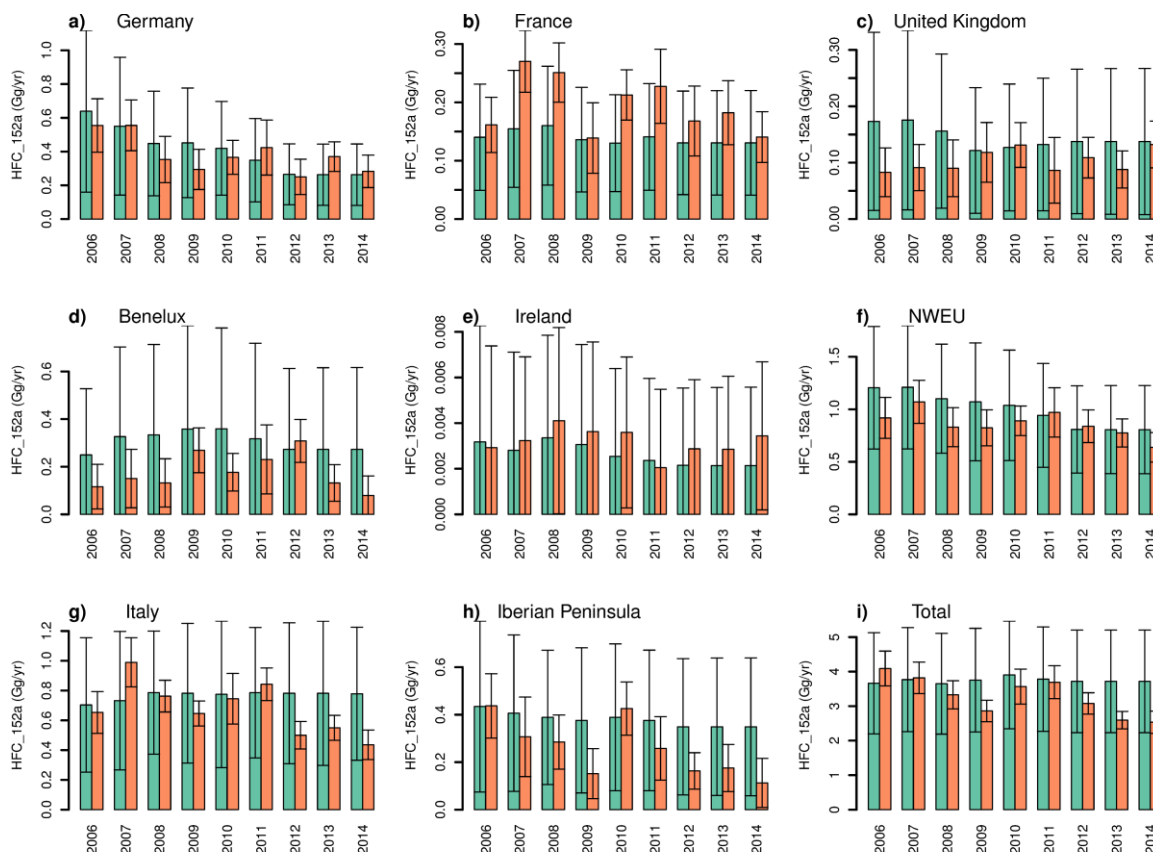 a) Germany
HFC_152a (Gg/yr)
1.0
0.8
0.6
0.4
0.2
0.0
2006 2007 2008 2009 2010 2011 2012 2013 2014
b) France
HFC_152a (Gg/yr)
0.30
0.20
0.10
0.00
2006 2007 2008 2009 2010 2011 2012 2013 2014
c) United Kingdom
HFC_152a (Gg/yr)
0.30
0.20
0.10
0.00
2006 2007 2008 2009 2010 2011 2012 2013 2014
d) Benelux
HFC_152a (Gg/yr)
0.6
0.4
0.2
0.0
2006 2007 2008 2009 2010 2011 2012 2013 2014
e) Ireland
HFC_152a (Gg/yr)
0.008
0.006
0.004
0.002
0.000
2006 2007 2008 2009 2010 2011 2012 2013 2014
f) NWEU
HFC_152a (Gg/yr)
1.5
1.0
0.5
0.0
2006 2007 2008 2009 2010 2011 2012 2013 2014
g) Italy
HFC_152a (Gg/yr)
1.2
1.0
0.8
0.6
0.4
0.2
0.0
2006 2007 2008 2009 2010 2011 2012 2013 2014
h) Iberian Peninsula
HFC_152a (Gg/yr)
0.6
0.4
0.2
0.0
2006 2007 2008 2009 2010 2011 2012 2013 2014
i) Total
HFC_152a (Gg/yr)
5
4
3
2
1
0
2006 2007 2008 2009 2010 2011 2012 2013 2014